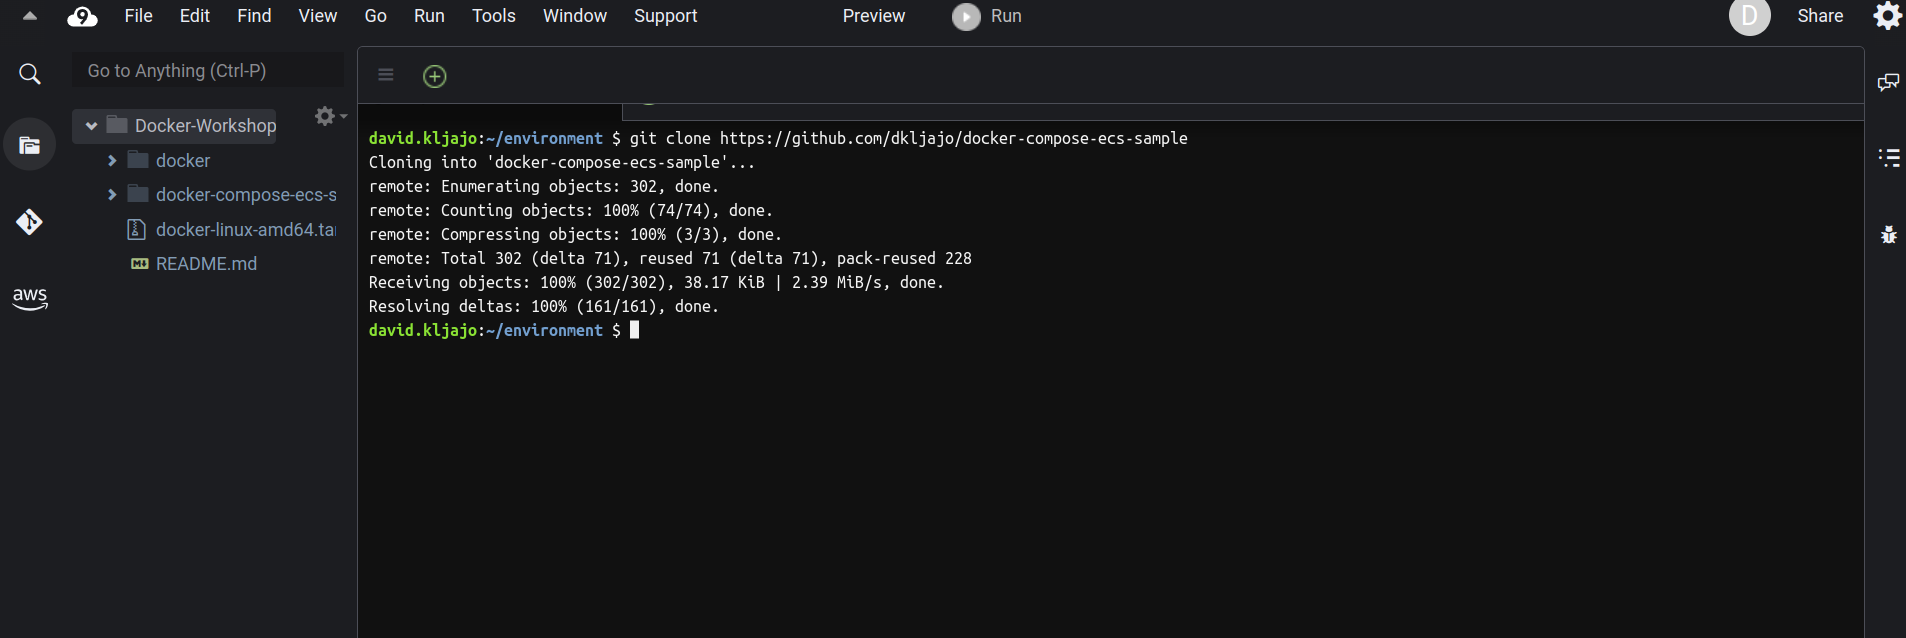 File Edit Find View Go Run Tools Window Support Preview Run D Share
Go to Anything (Ctrl-P)
Docker-Workshop
docker
docker-compose-ecs-s
docker-linux-amd64.ta
README.md
aws
david.kljajo:~/environment $ git clone https://github.com/dkljajo/docker-compose-ecs-sample
Cloning into 'docker-compose-ecs-sample'...
remote: Enumerating objects: 302, done.
remote: Counting objects: 100% (74/74), done.
remote: Compressing objects: 100% (3/3), done.
remote: Total 302 (delta 71), reused 71 (delta 71), pack-reused 228
Receiving objects: 100% (302/302), 38.17 KiB | 2.39 MiB/s, done.
Resolving deltas: 100% (161/161), done.
david.kljajo:~/environment $